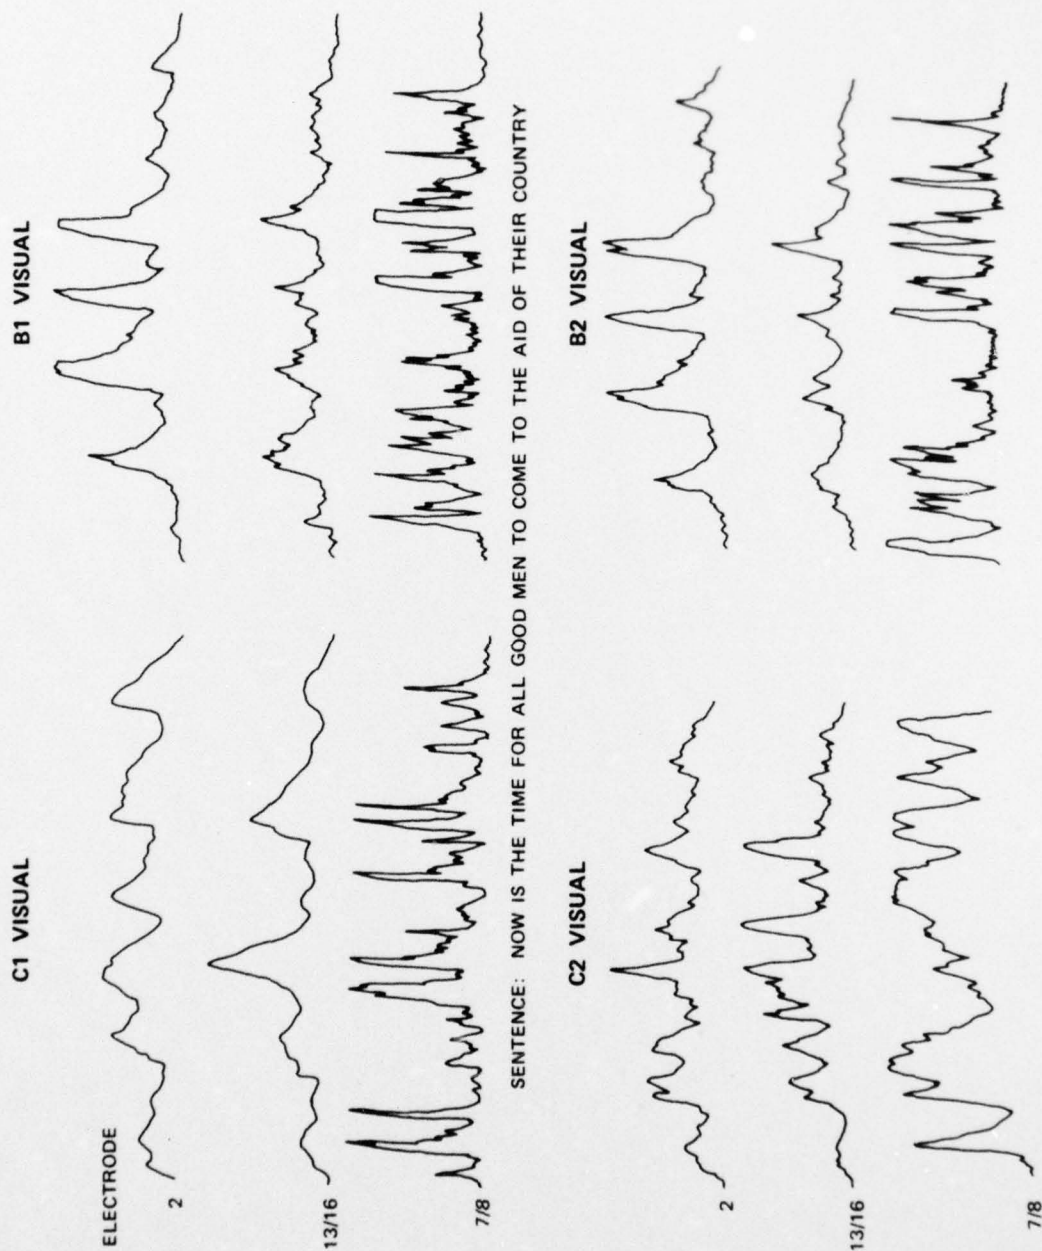 C1 VISUAL
B1 VISUAL
ELECTRODE
2
13/16
7/8
SENTENCE: NOW IS THE TIME FOR ALL GOOD MEN TO COME TO THE AID OF THEIR COUNTRY
C2 VISUAL
B2 VISUAL
2
13/16
7/8